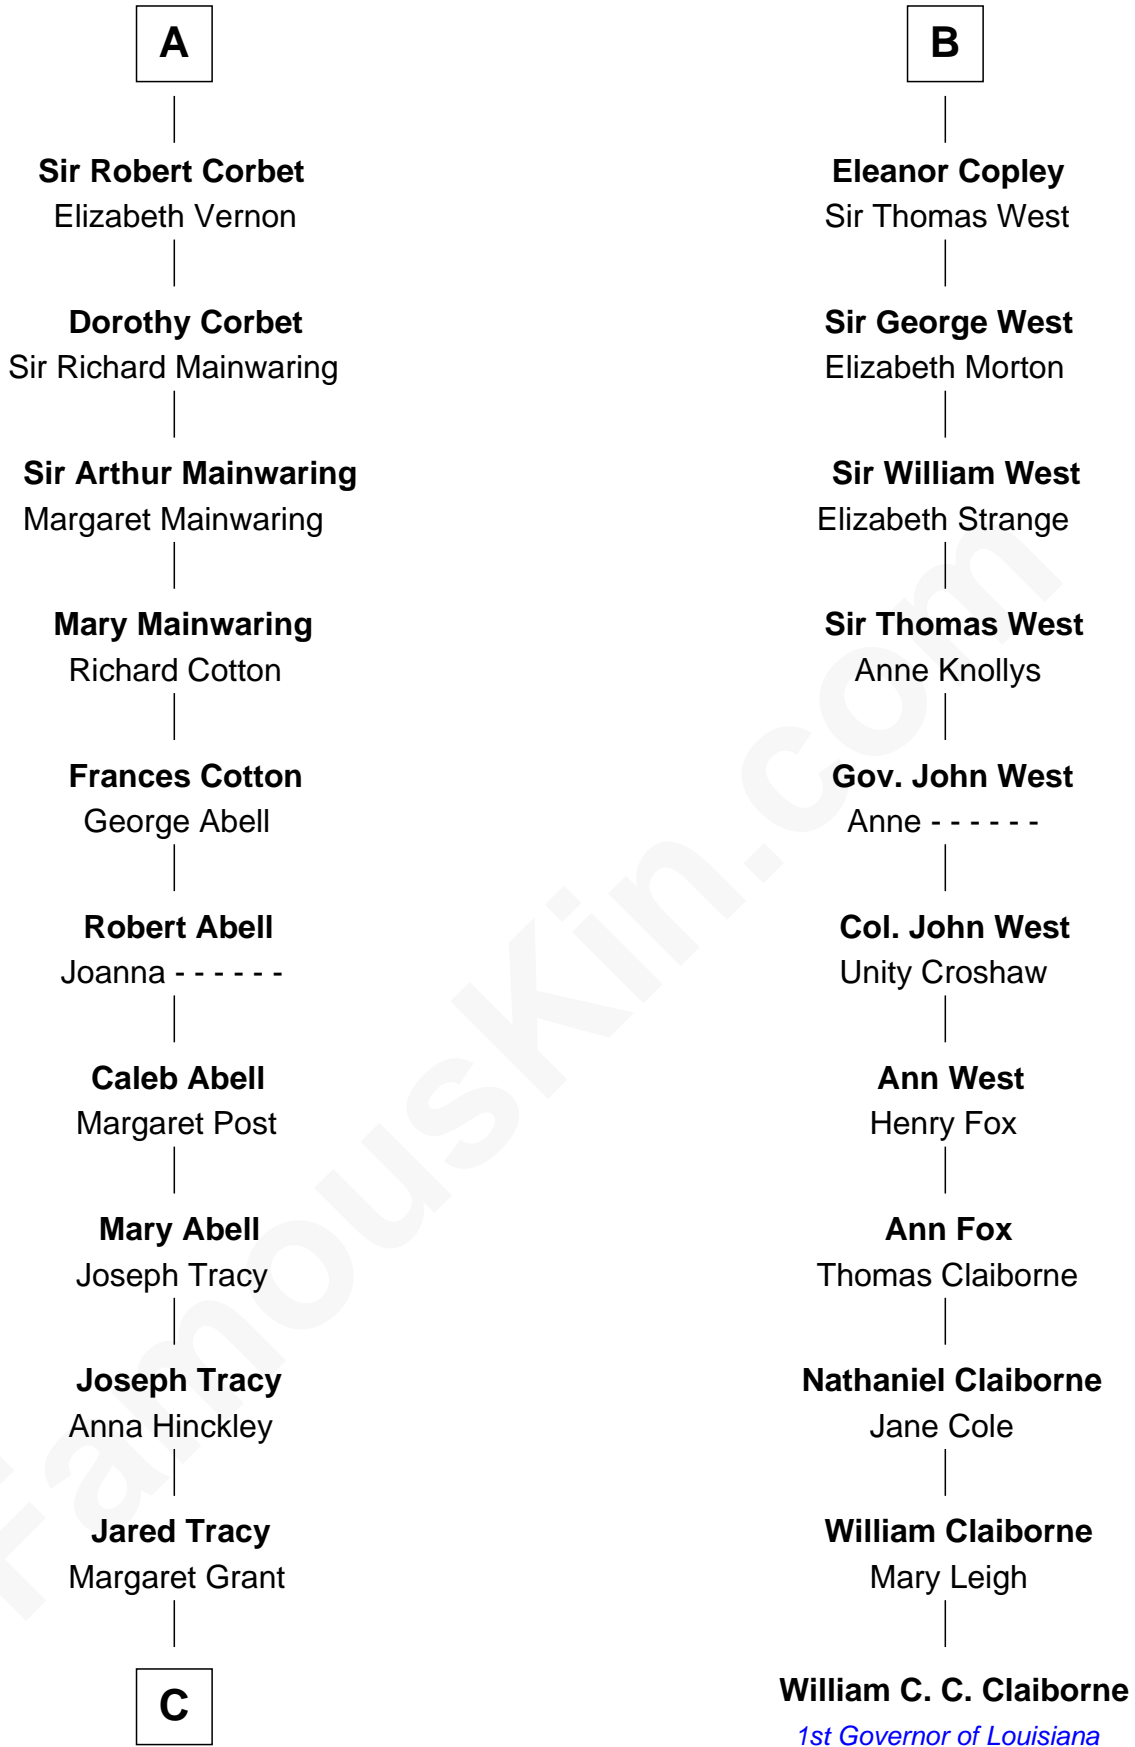 A
Sir Robert Corbet
Elizabeth Vernon
Dorothy Corbet
Sir Richard Mainwaring
Sir Arthur Mainwaring
Margaret Mainwaring
Mary Mainwaring
Richard Cotton
Frances Cotton
George Abell
Robert Abell
Joanna - - - - - -
Caleb Abell
Margaret Post
Mary Abell
Joseph Tracy
Joseph Tracy
Anna Hinckley
Jared Tracy
Margaret Grant
C
B
Eleanor Copley
Sir Thomas West
Sir George West
Elizabeth Morton
Sir William West
Elizabeth Strange
Sir Thomas West
Anne Knollys
Gov. John West
Anne - - - - - -
Col. John West
Unity Croshaw
Ann West
Henry Fox
Ann Fox
Thomas Claiborne
Nathaniel Claiborne
Jane Cole
William Claiborne
Mary Leigh
William C. C. Claiborne
1st Governor of Louisiana
FamousKin.com